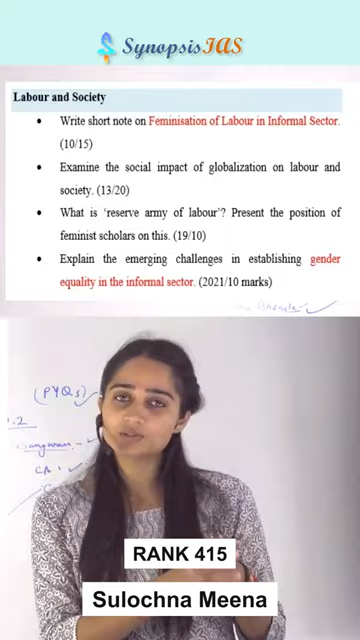 SynopsisIAS
Labour and Society
• Write short note on Feminisation of Labour in Informal Sector.
(10/15)
• Examine the social impact of globalization on labour and
society. (13/20)
• What is 'reserve army of labour'? Present the position of
feminist scholars on this. (19/10)
• Explain the emerging challenges in establishing gender
equality in the informal sector. (2021/10 marks)
(PYQs)
RANK 415
Sulochna Meena